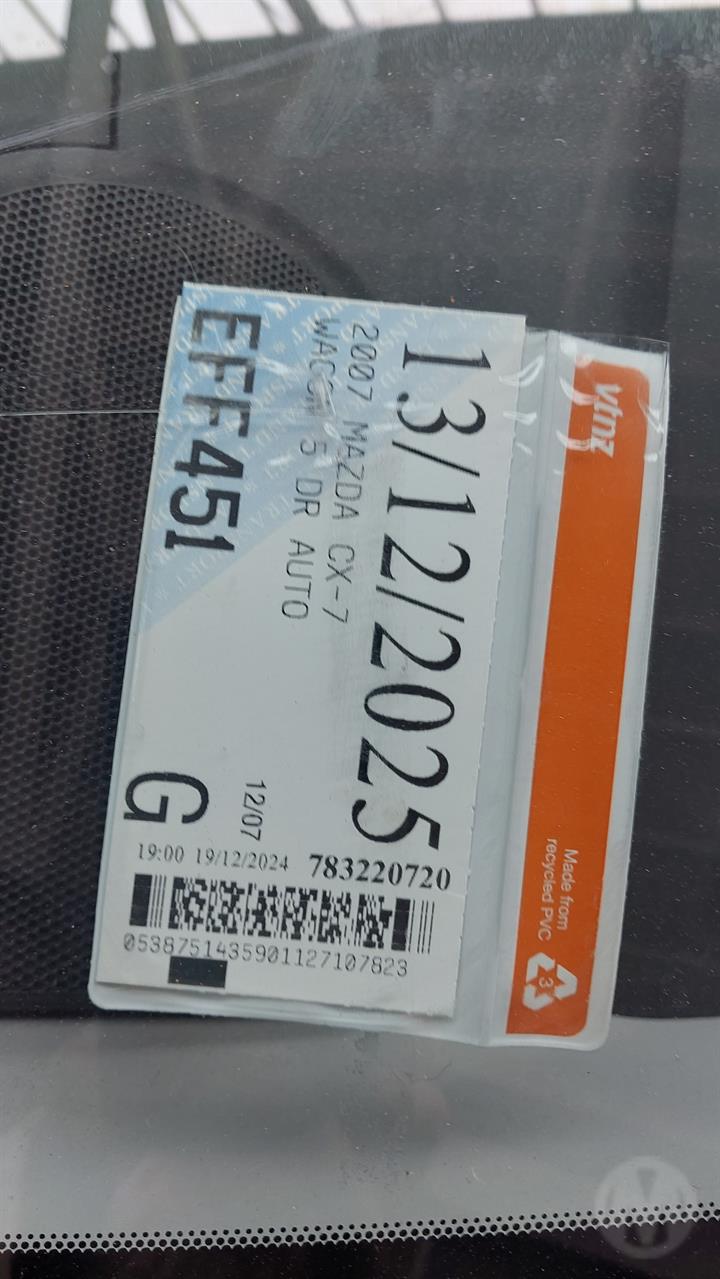 vtnz
Made from
recycled PVC
3
13/12/2025
2007 MAZDA CX-7
WAGON 5 DR AUTO
EFF451
12/07
G
19:00 19/12/2024 783220720
0538751435901127107823